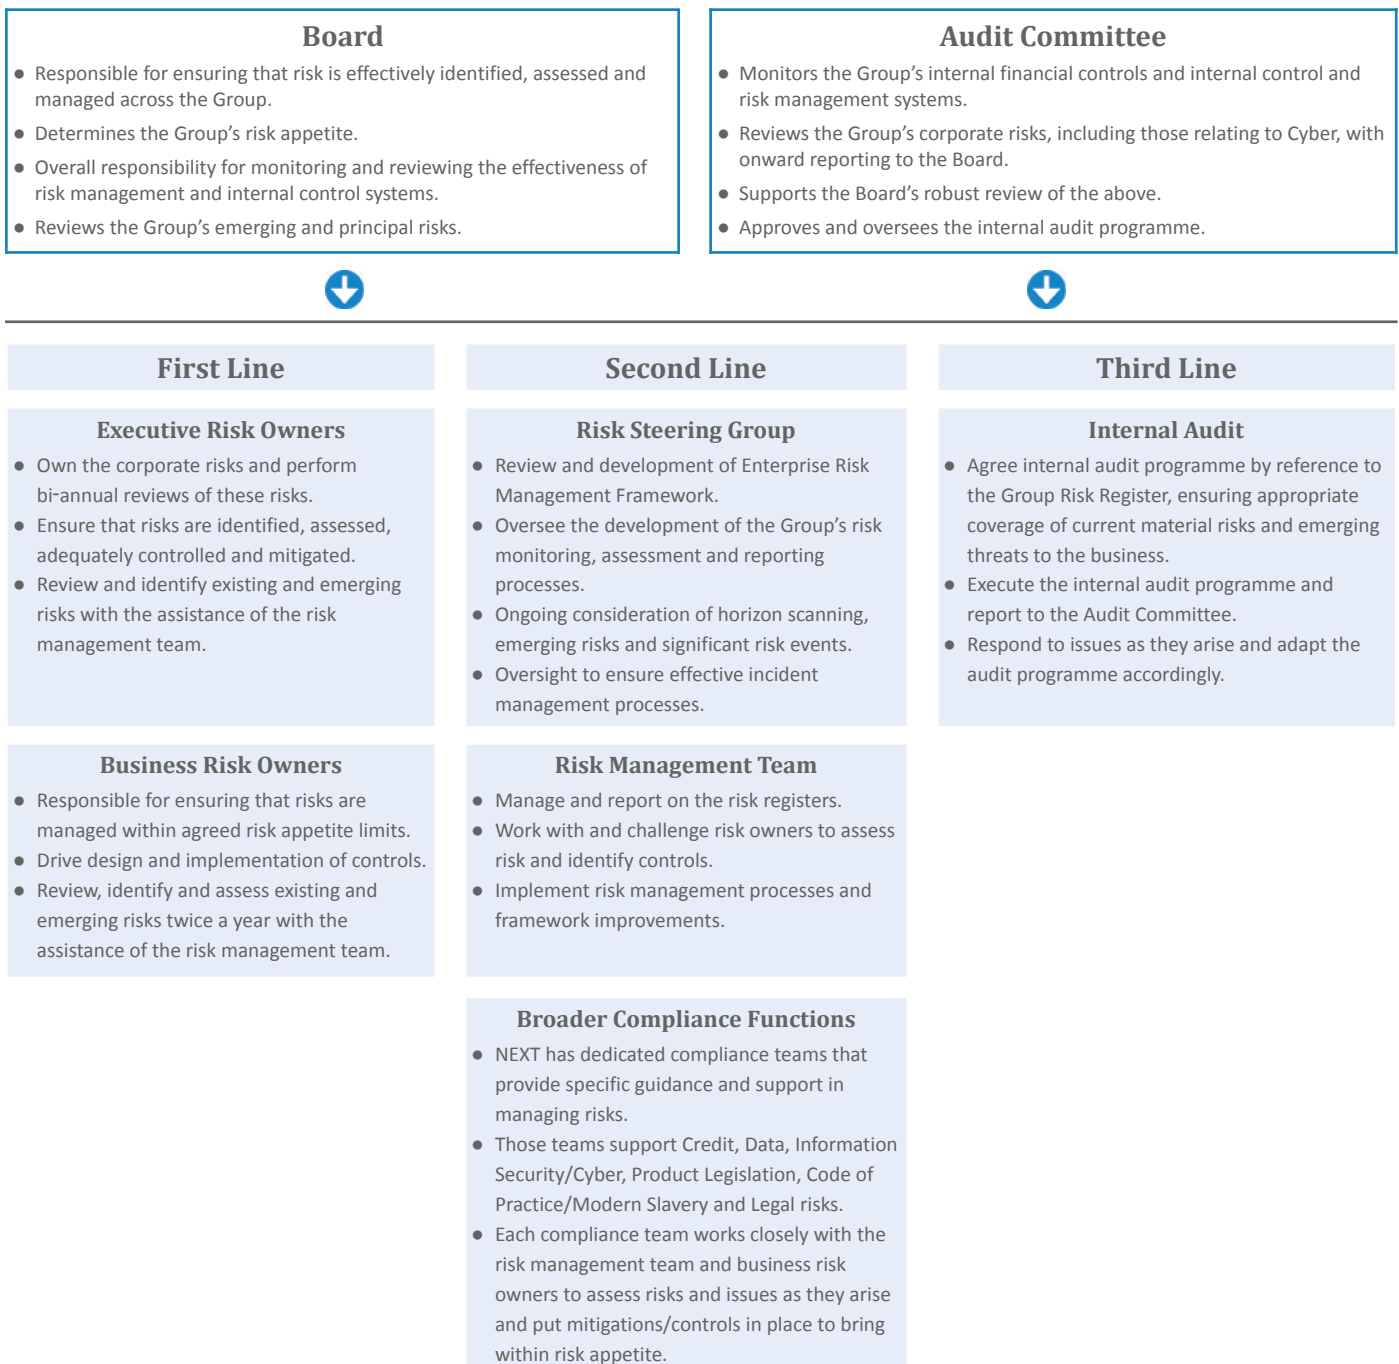 Board
● Responsible for ensuring that risk is effectively identified, assessed and
managed across the Group.
● Determines the Group’s risk appetite.
● Overall responsibility for monitoring and reviewing the effectiveness of
risk management and internal control systems.
● Reviews the Group’s emerging and principal risks.
Audit Committee
● Monitors the Group’s internal financial controls and internal control and
risk management systems.
● Reviews the Group’s corporate risks, including those relating to Cyber, with
onward reporting to the Board.
● Supports the Board’s robust review of the above.
● Approves and oversees the internal audit programme.
First Line
Executive Risk Owners
● Own the corporate risks and perform
bi-annual reviews of these risks.
● Ensure that risks are identified, assessed,
adequately controlled and mitigated.
● Review and identify existing and emerging
risks with the assistance of the risk
management team.
Business Risk Owners
● Responsible for ensuring that risks are
managed within agreed risk appetite limits.
● Drive design and implementation of controls.
● Review, identify and assess existing and
emerging risks twice a year with the
assistance of the risk management team.
Second Line
Risk Steering Group
● Review and development of Enterprise Risk
Management Framework.
● Oversee the development of the Group’s risk
monitoring, assessment and reporting
processes.
● Ongoing consideration of horizon scanning,
emerging risks and significant risk events.
● Oversight to ensure effective incident
management processes.
Risk Management Team
● Manage and report on the risk registers.
● Work with and challenge risk owners to assess
risk and identify controls.
● Implement risk management processes and
framework improvements.
Broader Compliance Functions
● NEXT has dedicated compliance teams that
provide specific guidance and support in
managing risks.
● Those teams support Credit, Data, Information
Security/Cyber, Product Legislation, Code of
Practice/Modern Slavery and Legal risks.
● Each compliance team works closely with the
risk management team and business risk
owners to assess risks and issues as they arise
and put mitigations/controls in place to bring
within risk appetite.
Third Line
Internal Audit
● Agree internal audit programme by reference to
the Group Risk Register, ensuring appropriate
coverage of current material risks and emerging
threats to the business.
● Execute the internal audit programme and
report to the Audit Committee.
● Respond to issues as they arise and adapt the
audit programme accordingly.